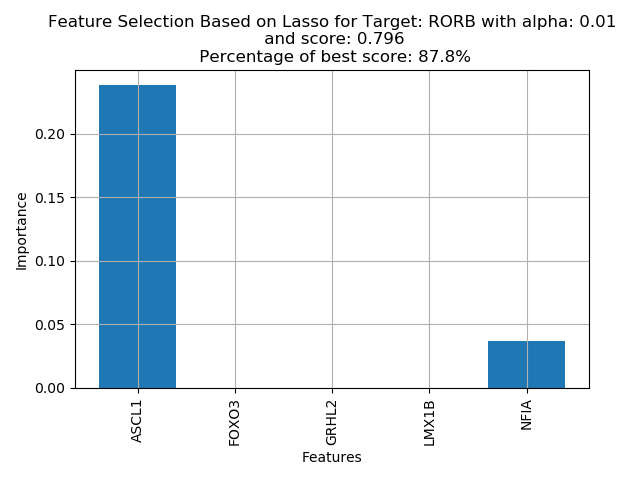 Feature Selection Based on Lasso for Target: RORB with alpha: 0.01
and score: 0.796
Percentage of best score: 87.8%
Importance
0.20
0.15
0.10
0.05
0.00
ASCL1
FOXO3
GRHL2
LMX1B
NFIA
Features